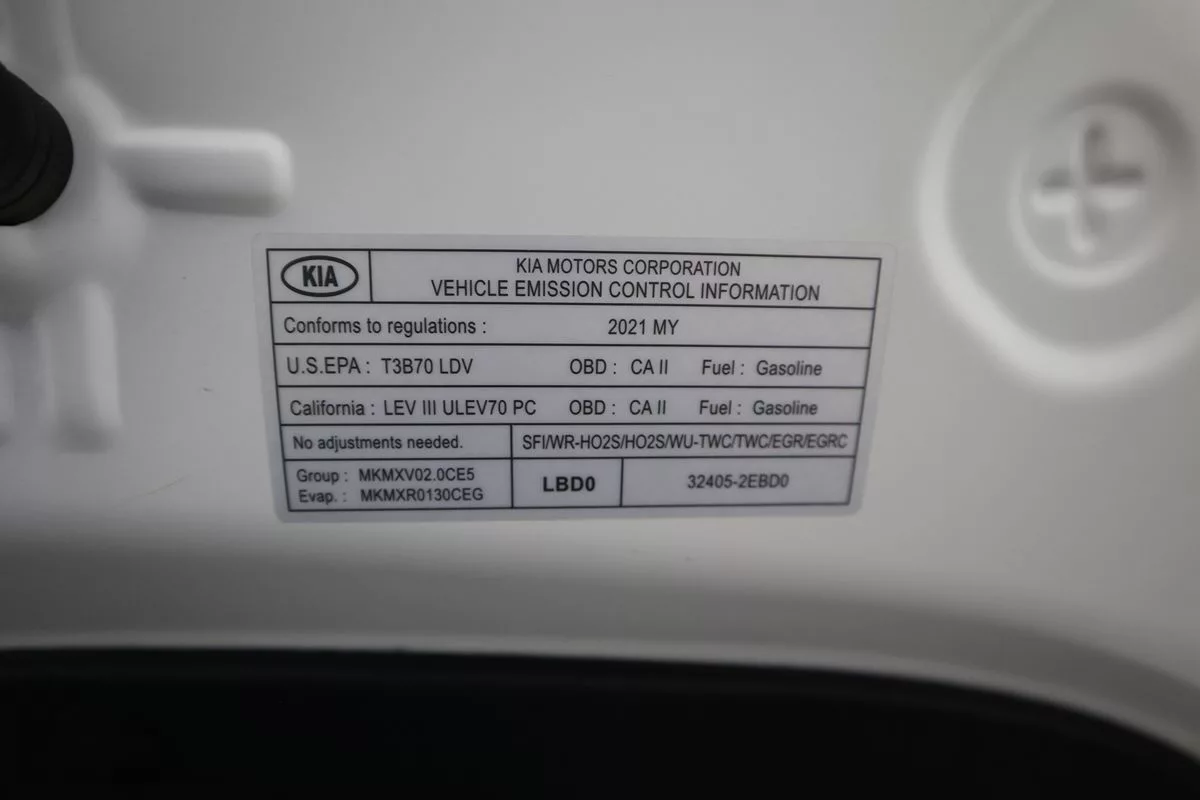 KIA
KIA MOTORS CORPORATION
VEHICLE EMISSION CONTROL INFORMATION
Conforms to regulations : 2021 MY
U.S.EPA : T3B70 LDV OBD : CA II Fuel : Gasoline
California : LEV III ULEV70 PC OBD : CA II Fuel : Gasoline
No adjustments needed. SFI/WR-HO2S/HO2S/WU-TWC/TWC/EGR/EGRC
Group : MKMXV02.0CE5
Evap. : MKMXR0130CEG
LBD0
32405-2EBD0